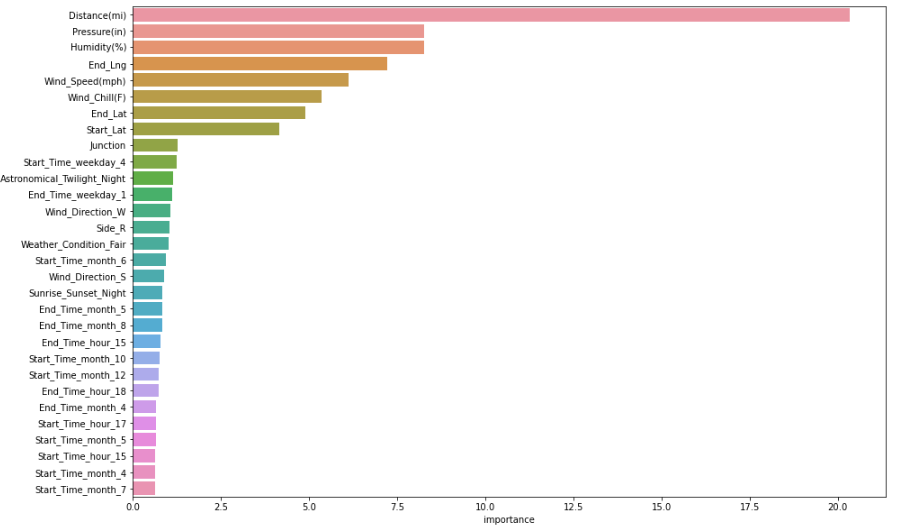 Distance(mi)
Pressure(in)
Humidity(%)
End_Lng
Wind_Speed(mph)
Wind_Chill(F)
End_Lat
Start_Lat
Junction
Start_Time_weekday_4
Astronomical_Twilight_Night
End_Time_weekday_1
Wind_Direction_W
Side_R
Weather_Condition_Fair
Start_Time_month_6
Wind_Direction_S
Sunrise_Sunset_Night
End_Time_month_5
End_Time_month_8
End_Time_hour_15
Start_Time_month_10
Start_Time_month_12
End_Time_hour_18
End_Time_month_4
Start_Time_hour_17
Start_Time_month_5
Start_Time_hour_15
Start_Time_month_4
Start_Time_month_7
0.0 2.5 5.0 7.5 10.0 12.5 15.0 17.5 20.0
importance